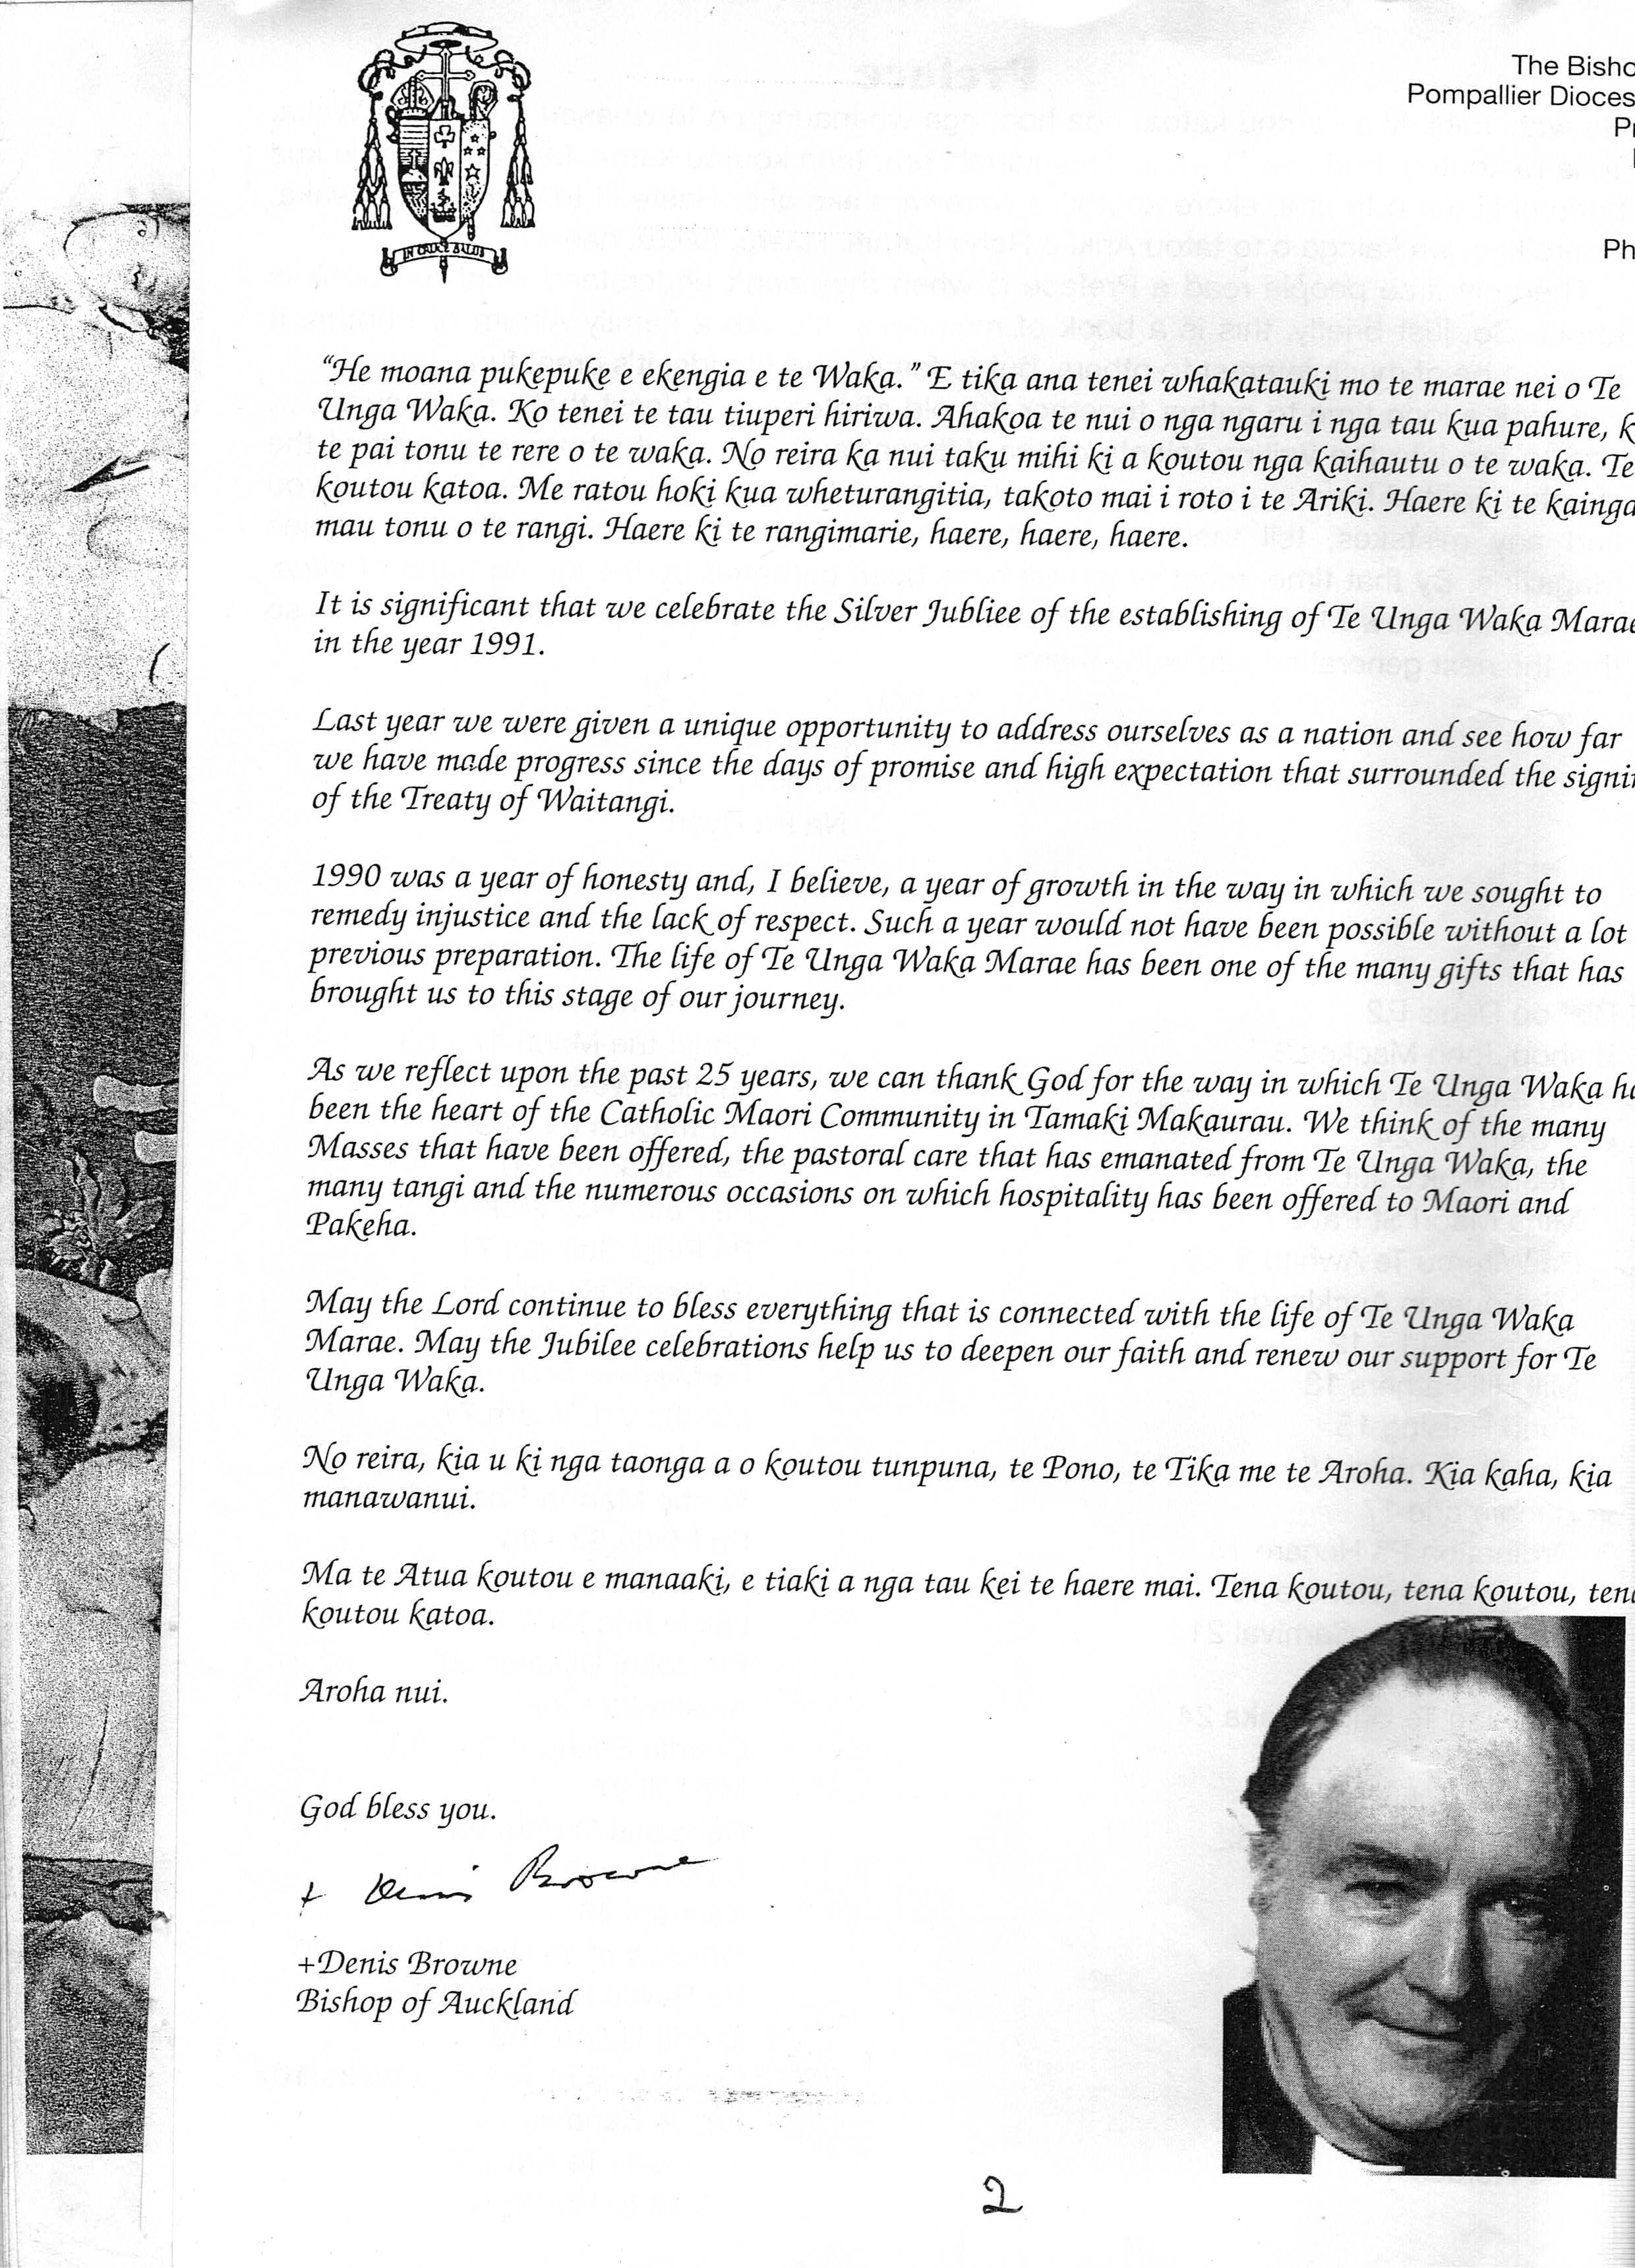 The Bisho
Pompallier Dioces
Ph
IN CRUCE SALUS
“He moana pukepuke e ekengia e te Waka.” E tika ana tenei whakatauki mo te marae nei o Te
Unga Waka. Ko tenei te tau tiuperi hiriwa. Ahakoa te nui o nga ngaru i nga tau kua pahure, k
te pai tonu te rere o te waka. No reira ka nui taku mihi ki a koutou nga kaihautu o te waka. Te
koutou katoa. Me ratou hoki kua wheturangitia, takoto mai i roto i te Ariki. Haere ki te kainga
mau tonu o te rangi. Haere ki te rangimarie, haere, haere, haere.
It is significant that we celebrate the Silver Jubliee of the establishing of Te Unga Waka Marae
in the year 1991.
Last year we were given a unique opportunity to address ourselves as a nation and see how far
we have made progress since the days of promise and high expectation that surrounded the signi
of the Treaty of Waitangi.
1990 was a year of honesty and, I believe, a year of growth in the way in which we sought to
remedy injustice and the lack of respect. Such a year would not have been possible without a lot
previous preparation. The life of Te Unga Waka Marae has been one of the many gifts that has
brought us to this stage of our journey.
As we reflect upon the past 25 years, we can thank God for the way in which Te Unga Waka ha
been the heart of the Catholic Maori Community in Tamaki Makaurau. We think of the many
Masses that have been offered, the pastoral care that has emanated from Te Unga Waka, the
many tangi and the numerous occasions on which hospitality has been offered to Maori and
Pakeha.
May the Lord continue to bless everything that is connected with the life of Te Unga Waka
Marae. May the Jubilee celebrations help us to deepen our faith and renew our support for Te
Unga Waka.
No reira, kia u ki nga taonga a o koutou tunpuna, te Pono, te Tika me te Aroha. Kia kaha, kia
manawanui.
Ma te Atua koutou e manaaki, e tiaki a nga tau kei te haere mai. Tena koutou, tena koutou, tena
koutou katoa.
Aroha nui.
God bless you.
+ Denis Browne
+Denis Browne
Bishop of Auckland
2